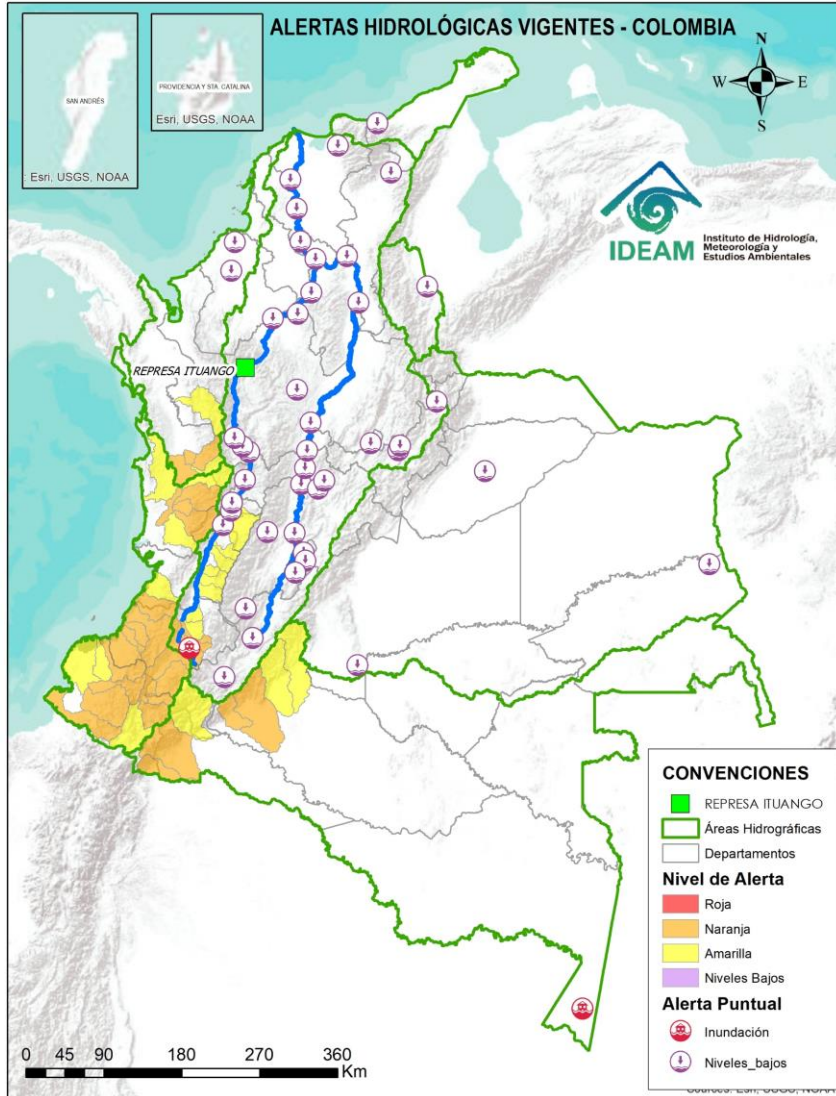 ALERTAS HIDROLÓGICAS VIGENTES - COLOMBIA
SAN ANDRÉS
: Esri, USGS, NOAA
PROVIDENCIA Y STA. CATALINA
Esri, USGS, NOAA
N
W
E
S
IDEAM
Instituto de Hidrología,
Meteorología y
Estudios Ambientales
REPRESA ITUANGO
CONVENCIONES
REPRESA ITUANGO
Áreas Hidrográficas
Departamentos
Nivel de Alerta
Roja
Naranja
Amarilla
Niveles Bajos
Alerta Puntual
Inundación
Niveles_bajos
0 45 90 180 270 360
Km
Sources: Esri, USGS, NOAA